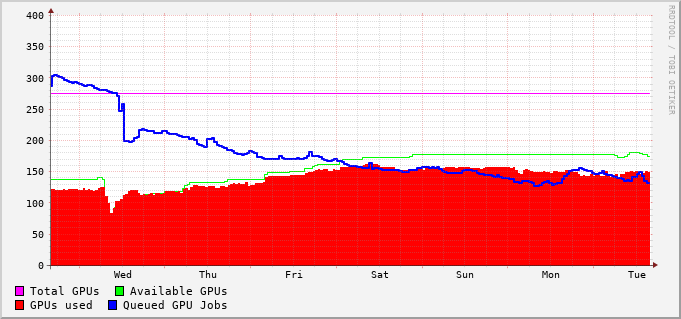 400
350
300
250
200
150
100
50
0
Wed Thu Fri Sat Sun Mon Tue
Total GPUs Available GPUs
GPUs used Queued GPU Jobs
RRDTOOL / TOBI OETIKER